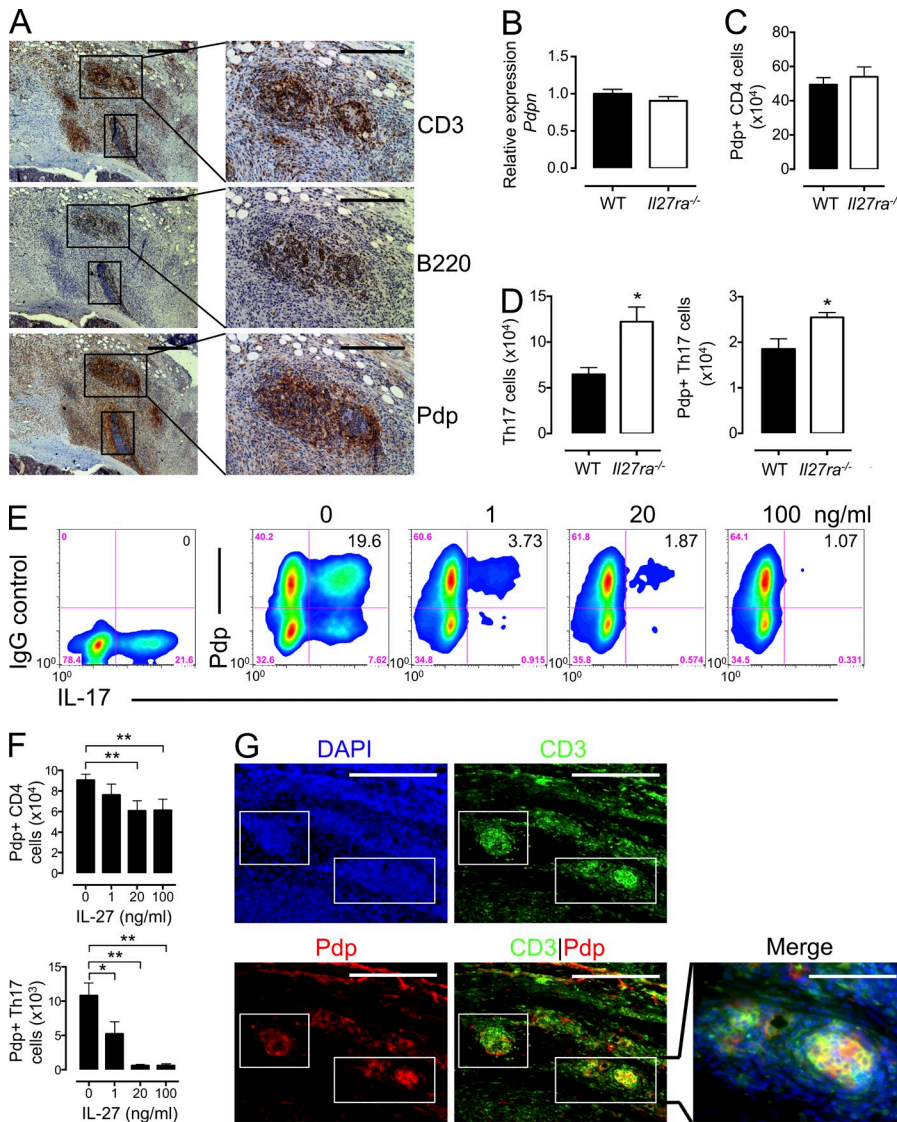 A
CD3
B220
Pdp
B
Relative expression
Pdpn
1.5
1.0
0.5
0.0
WT Il27ra-/-
C
Pdp+ CD4 cells
(x10⁴)
80
60
40
20
0
WT Il27ra-/-
D
Th17 cells (x10⁴)
15
10
5
0
*
WT Il27ra-/-
Pdp+ Th17 cells
(x10⁴)
3
2
1
0
*
WT Il27ra-/-
E
0 1 20 100 ng/ml
IgG control
0 0
78.4 21.6
10⁰
10⁰
Pdp
40.2 19.6
32.6 7.62
10⁰
10⁰
60.6 3.73
34.8 0.915
10⁰
10⁰
61.8 1.87
35.8 0.574
10⁰
10⁰
64.1 1.07
34.5 0.331
10⁰
10⁰
IL-17
F
Pdp+ CD4
cells (x10⁴)
10
8
6
4
2
0
**
**
0 1 20 100
IL-27 (ng/ml)
Pdp+ Th17
cells (x10³)
15
10
5
0
**
**
*
0 1 20 100
IL-27 (ng/ml)
G
DAPI
CD3
Pdp
CD3|Pdp
Merge